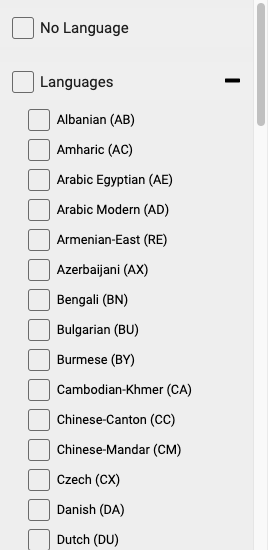 No Language
Languages
Albanian (AB)
Amharic (AC)
Arabic Egyptian (AE)
Arabic Modern (AD)
Armenian-East (RE)
Azerbaijani (AX)
Bengali (BN)
Bulgarian (BU)
Burmese (BY)
Cambodian-Khmer (CA)
Chinese-Canton (CC)
Chinese-Mandar (CM)
Czech (CX)
Danish (DA)
Dutch (DU)